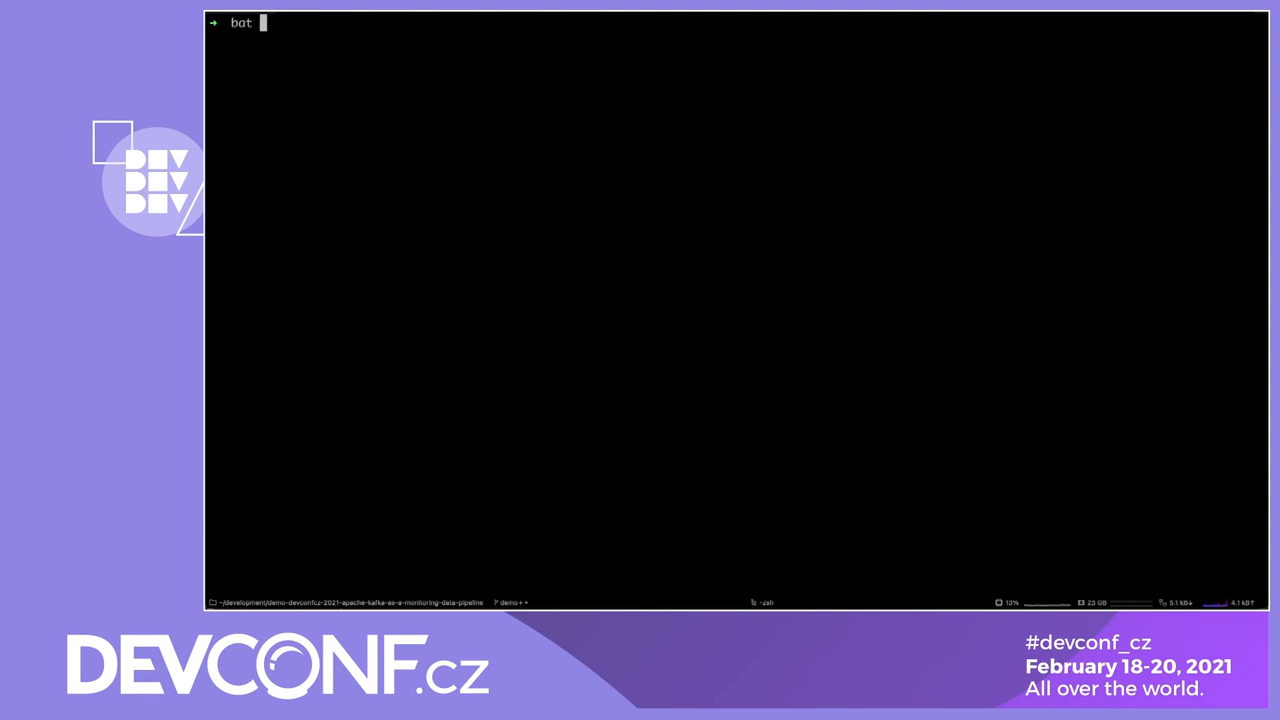 ➜ bat
DEV
DEV
DEV
~/development/demo-devconfcz-2021-apache-kafka-as-a-monitoring-data-pipeline
demo
-zsh
13%
23 GB
5.1 kB↓
4.1 kB↑
DEVCONF.cz
#devconf_cz
February 18-20, 2021
All over the world.